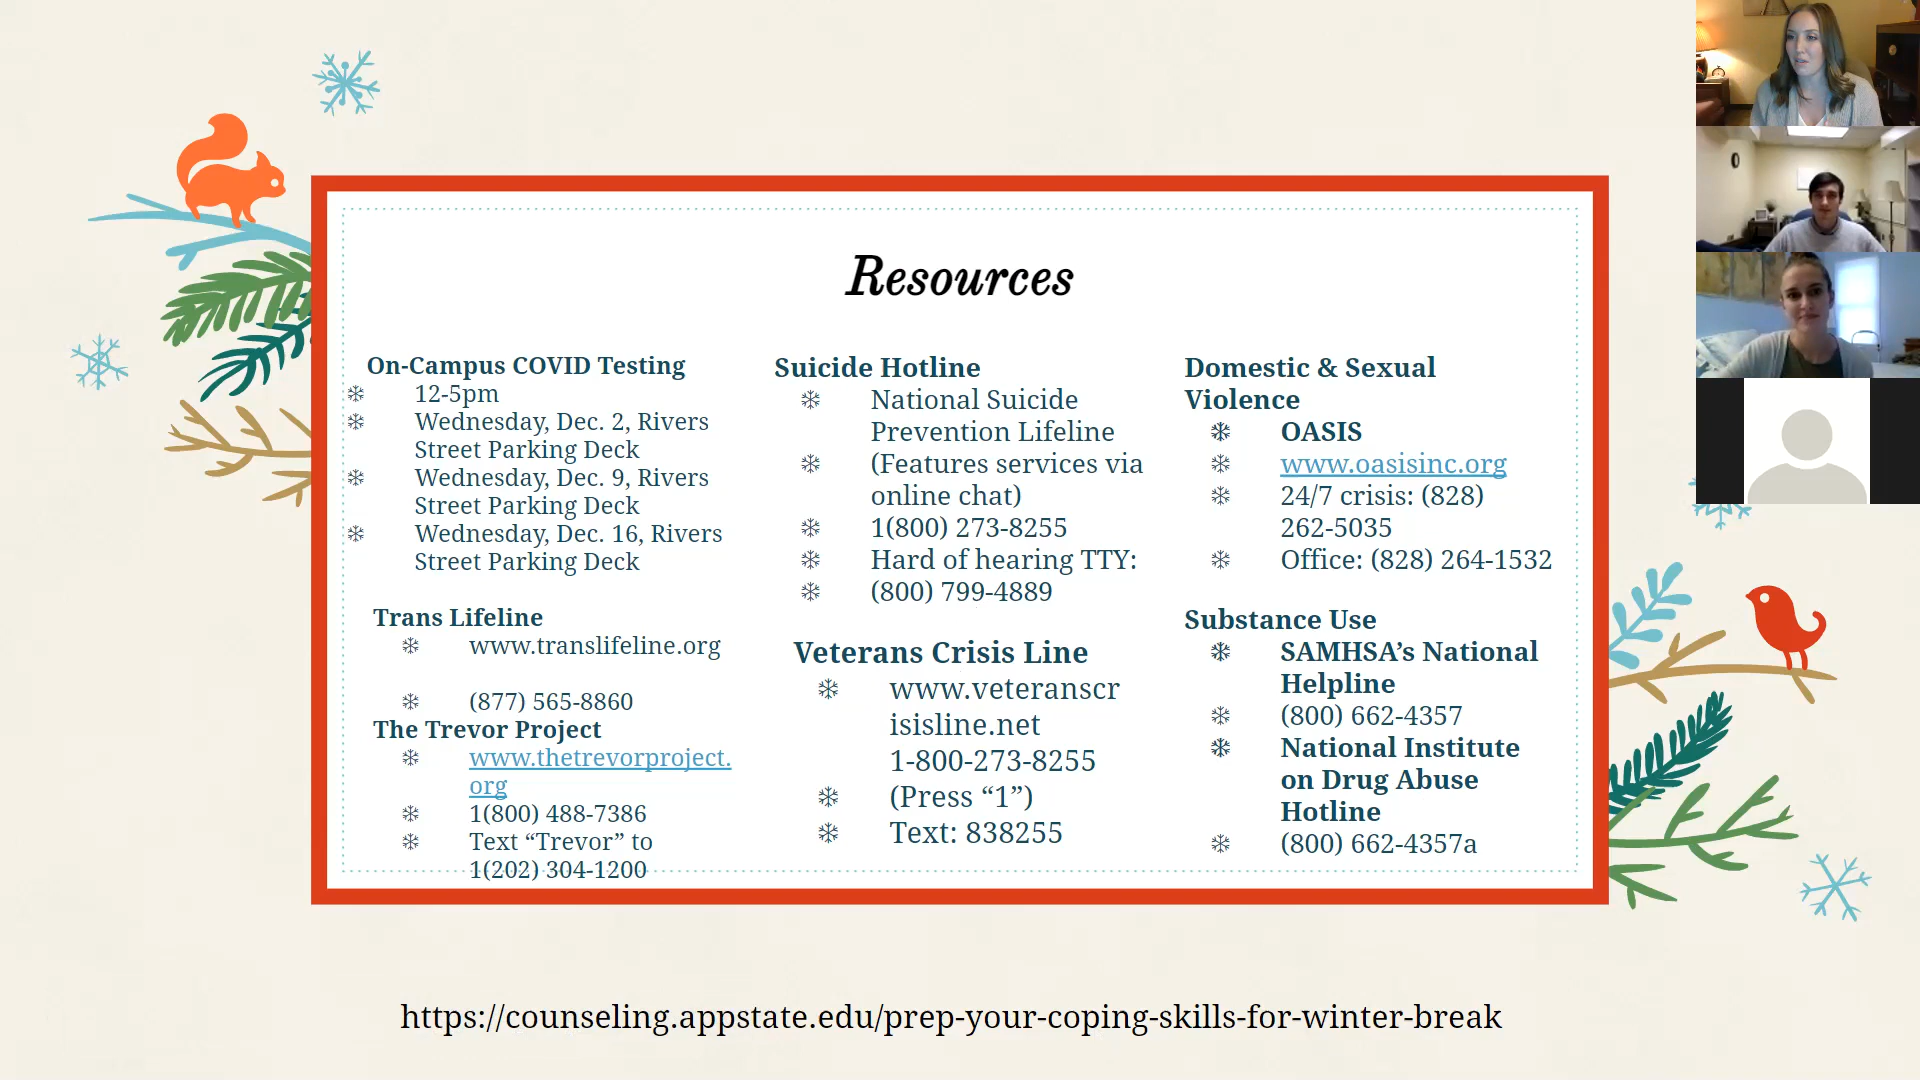 Resources
On-Campus COVID Testing
12-5pm
Wednesday, Dec. 2, Rivers
Street Parking Deck
Wednesday, Dec. 9, Rivers
Street Parking Deck
Wednesday, Dec. 16, Rivers
Street Parking Deck
Trans Lifeline
www.translifeline.org
(877) 565-8860
The Trevor Project
www.thetrevorproject.
org
1(800) 488-7386
Text “Trevor” to
1(202) 304-1200
Suicide Hotline
National Suicide
Prevention Lifeline
(Features services via
online chat)
1(800) 273-8255
Hard of hearing TTY:
(800) 799-4889
Veterans Crisis Line
www.veteranscr
isisline.net
1-800-273-8255
(Press “1”)
Text: 838255
Domestic & Sexual
Violence
OASIS
www.oasisinc.org
24/7 crisis: (828)
262-5035
Office: (828) 264-1532
Substance Use
SAMHSA’s National
Helpline
(800) 662-4357
National Institute
on Drug Abuse
Hotline
(800) 662-4357a
https://counseling.appstate.edu/prep-your-coping-skills-for-winter-break